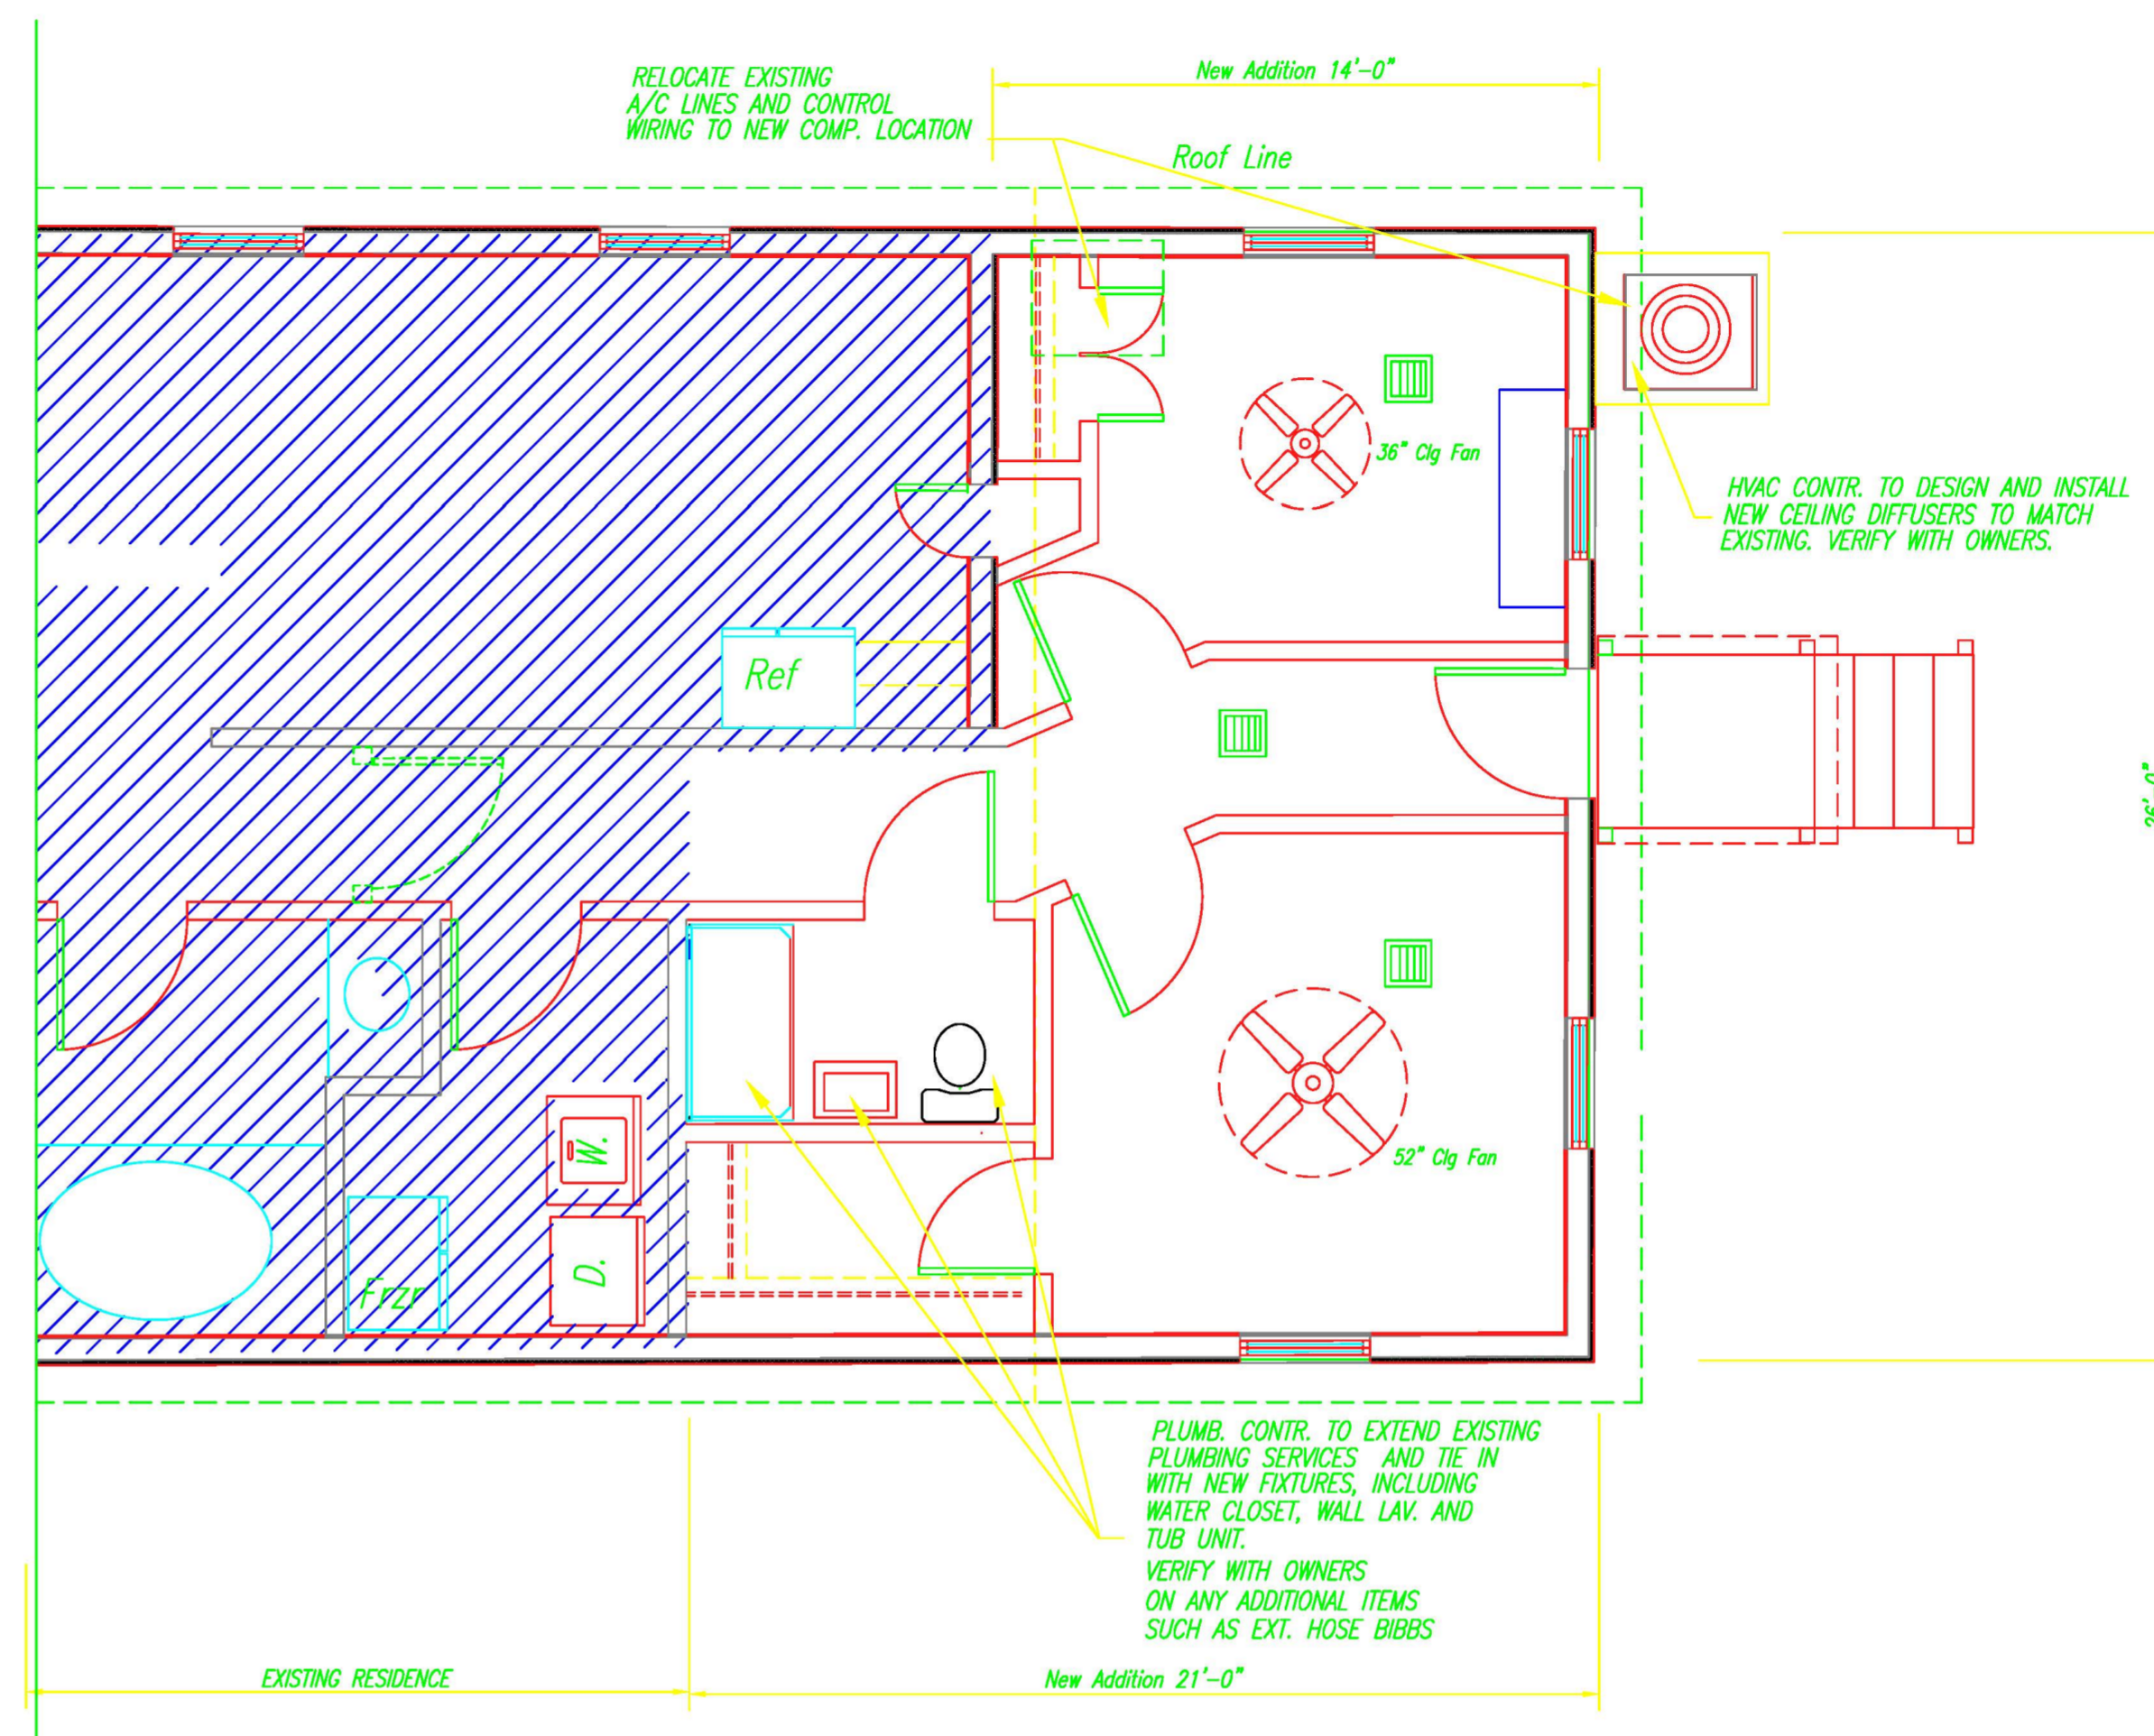 RELOCATE EXISTING
A/C LINES AND CONTROL
WIRING TO NEW COMP. LOCATION
New Addition 14'-0"
Roof Line
36" Clg Fan
HVAC CONTR. TO DESIGN AND INSTALL
NEW CEILING DIFFUSERS TO MATCH
EXISTING. VERIFY WITH OWNERS.
Ref
26'-0"
W.
D.
Frzr
52" Clg Fan
PLUMB. CONTR. TO EXTEND EXISTING
PLUMBING SERVICES AND TIE IN
WITH NEW FIXTURES, INCLUDING
WATER CLOSET, WALL LAV. AND
TUB UNIT.
VERIFY WITH OWNERS
ON ANY ADDITIONAL ITEMS
SUCH AS EXT. HOSE BIBBS
EXISTING RESIDENCE
New Addition 21'-0"